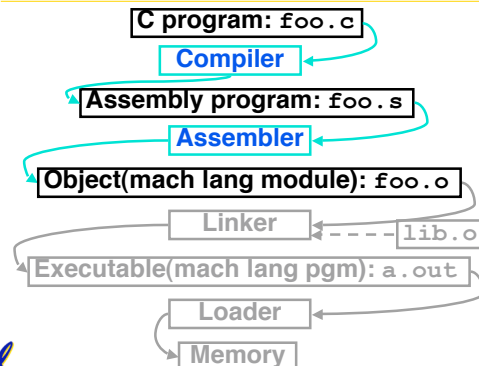 C program: foo.c
Compiler
Assembly program: foo.s
Assembler
Object(mach lang module): foo.o
Linker
lib.o
Executable(mach lang pgm): a.out
Loader
Memory